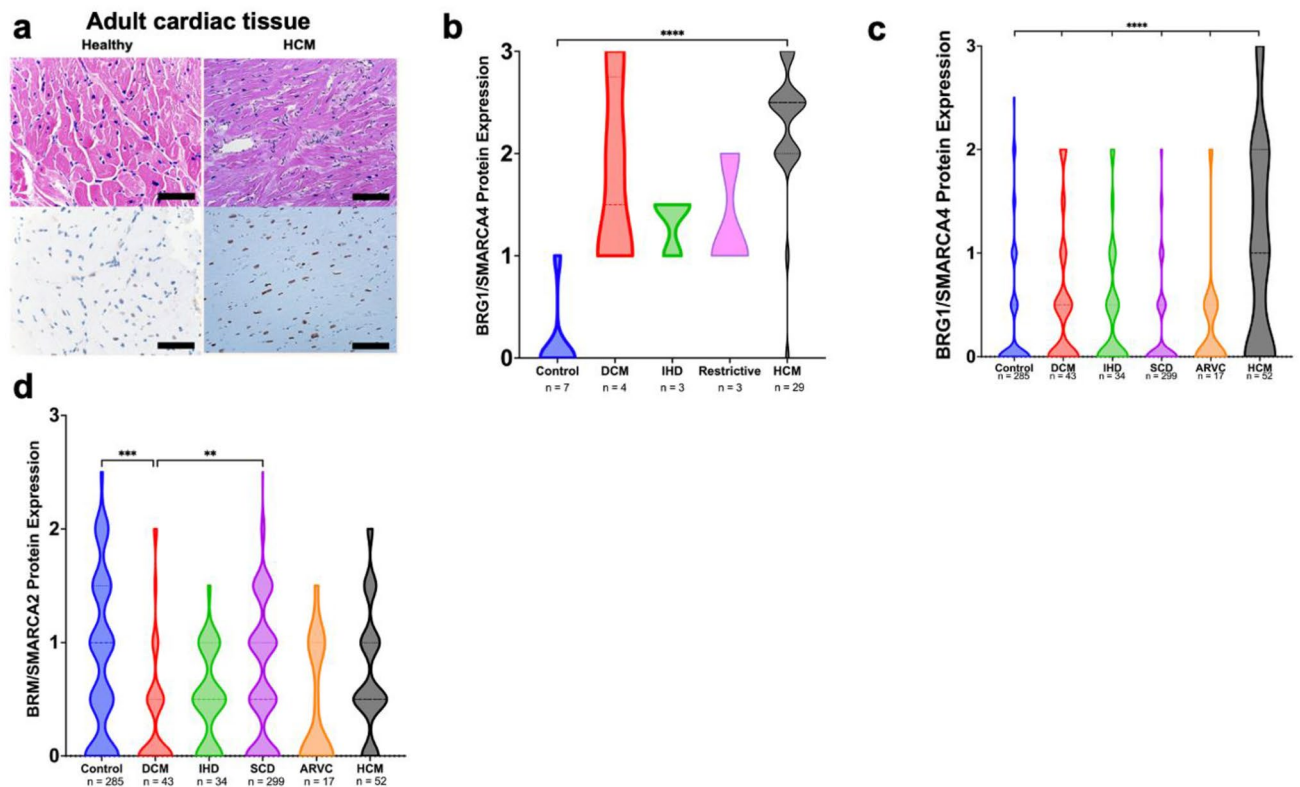 a
Adult cardiac tissue
Healthy
HCM
b
BRG1/SMARCA4 Protein Expression
3
2
1
0
****
Control
DCM
IHD
Restrictive
HCM
n = 7
n = 4
n = 3
n = 3
n = 29
c
BRG1/SMARCA4 Protein Expression
3
2
1
0
****
Control
DCM
IHD
SCD
ARVC
HCM
n = 285
n = 43
n = 34
n = 299
n = 17
n = 52
d
BRM/SMARCA2 Protein Expression
3
2
1
0
***
**
Control
DCM
IHD
SCD
ARVC
HCM
n = 285
n = 43
n = 34
n = 299
n = 17
n = 52